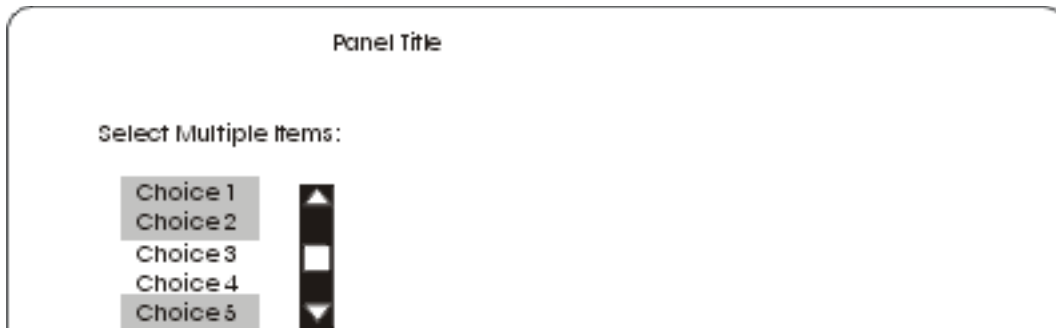 Panel Title
Select Multiple Items:
Choice 1
Choice 2
Choice 3
Choice 4
Choice 5